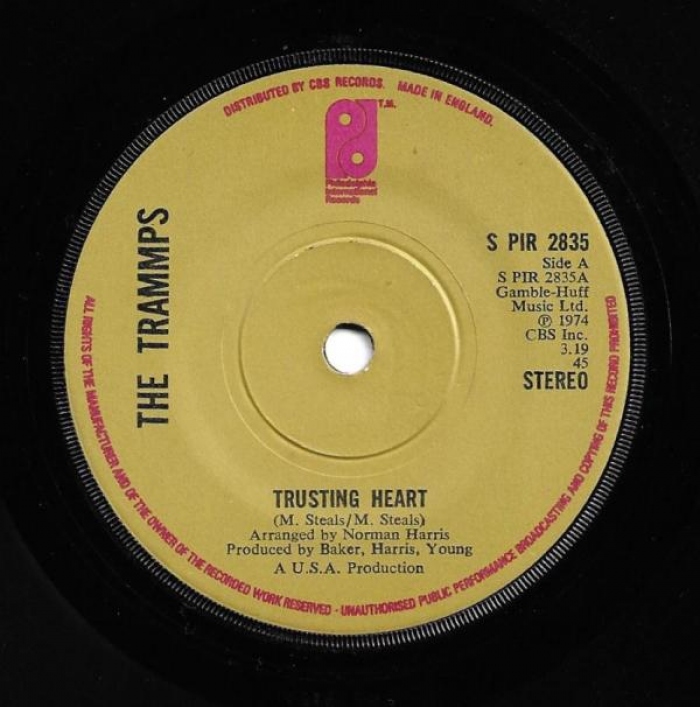 DISTRIBUTED BY CBS RECORDS. MADE IN ENGLAND.
T.M.
Philadelphia
International
Records
THE TRAMMPS
S PIR 2835
Side A
S PIR 2835A
Gamble-Huff
Music Ltd.
℗ 1974
CBS Inc.
3.19
45
STEREO
TRUSTING HEART
(M. Steals/M. Steals)
Arranged by Norman Harris
Produced by Baker, Harris, Young
A U.S.A. Production
ALL RIGHTS OF THE MANUFACTURER AND OF THE OWNER OF THE RECORDED WORK RESERVED - UNAUTHORISED PUBLIC PERFORMANCE BROADCASTING AND COPYING OF THIS RECORD PROHIBITED